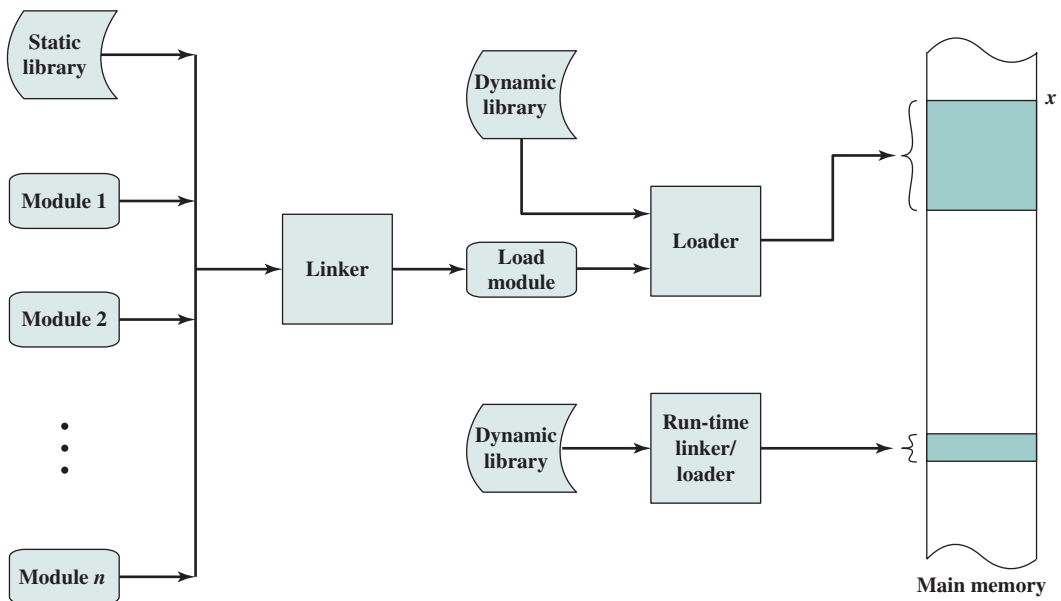 Static
library
Module 1
Module 2
Module n
Linker
Dynamic
library
Load
module
Loader
Dynamic
library
Run-time
linker/
loader
x
Main memory